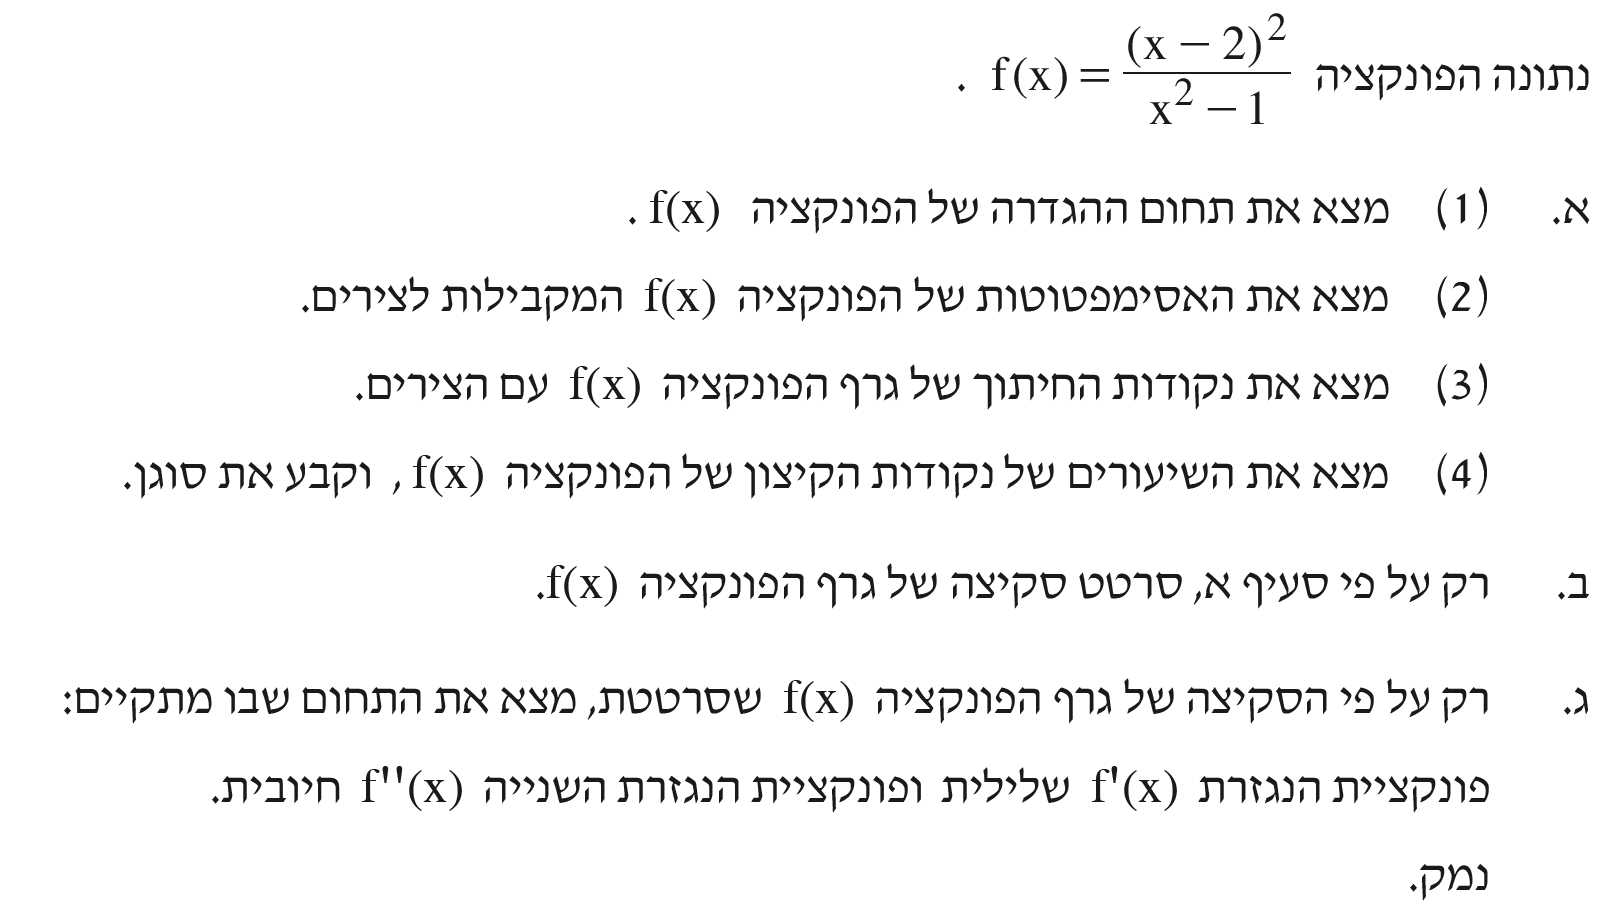 נתונה הפונקציה f(x) = (x − 2)² / (x² − 1) .
א. (1) מצא את תחום ההגדרה של הפונקציה f(x) .
(2) מצא את האסימפטוטות של הפונקציה f(x) המקבילות לצירים.
(3) מצא את נקודות החיתוך של גרף הפונקציה f(x) עם הצירים.
(4) מצא את השיעורים של נקודות הקיצון של הפונקציה f(x) , וקבע את סוגן.
ב. רק על פי סעיף א, סרטט סקיצה של גרף הפונקציה f(x).
ג. רק על פי הסקיצה של גרף הפונקציה f(x) שסרטטת, מצא את התחום שבו מתקיים:
פונקציית הנגזרת f'(x) שלילית ופונקציית הנגזרת השנייה f''(x) חיובית.
נמק.